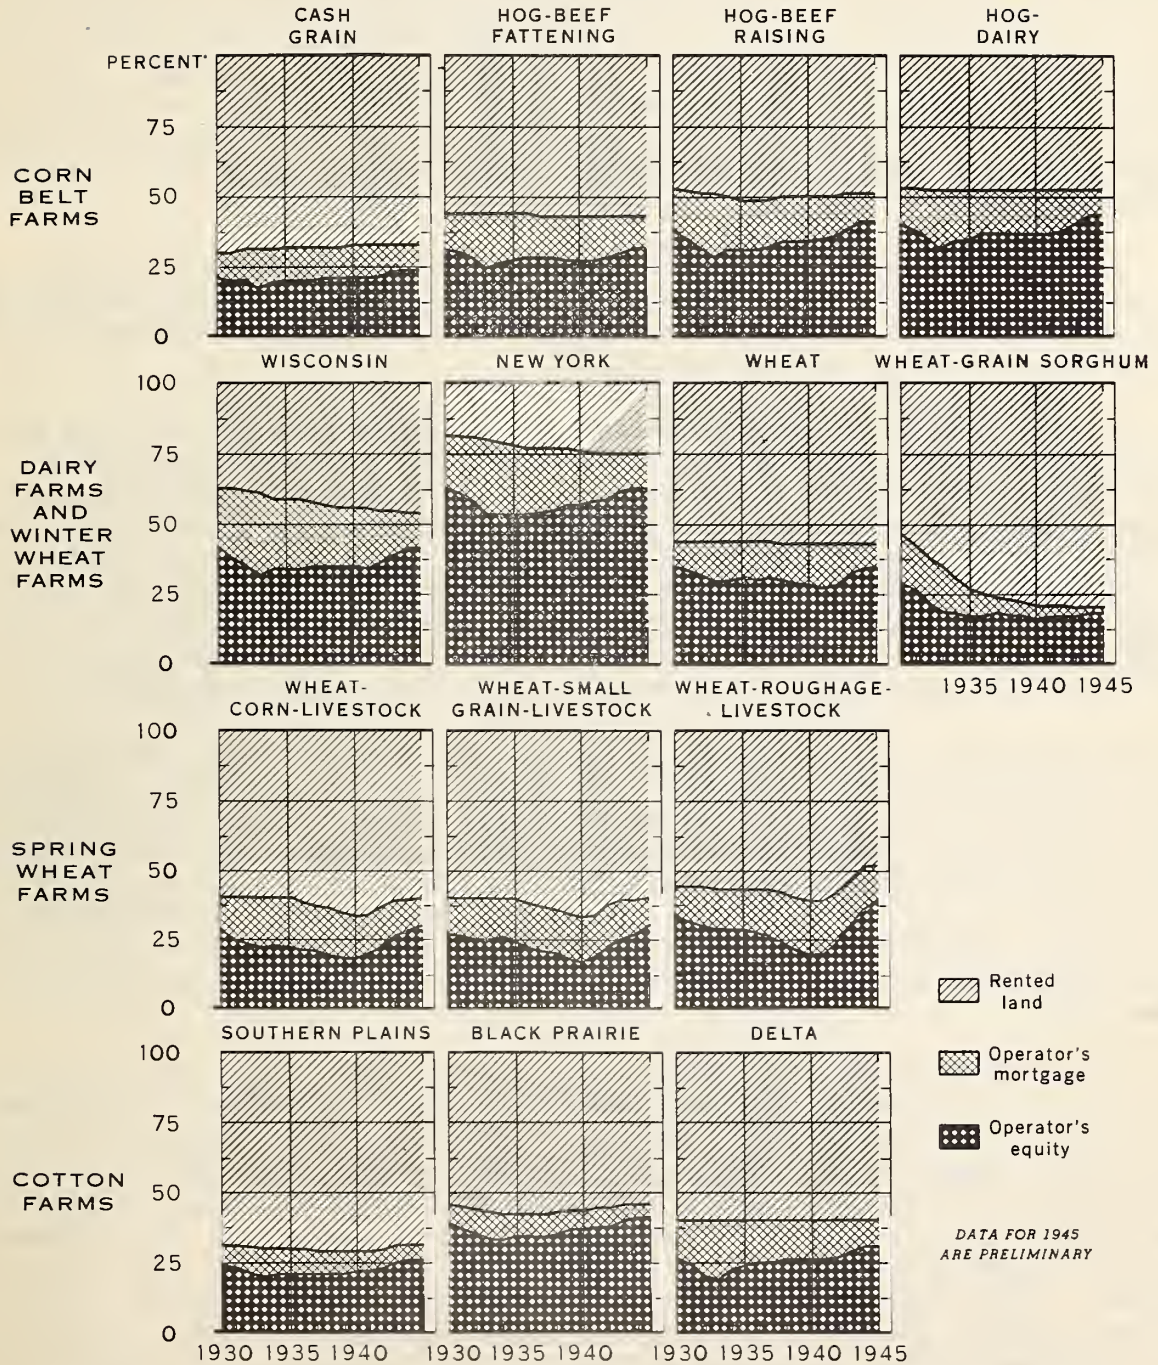 CASH
GRAIN
HOG-BEEF
FATTENING
HOG-BEEF
RAISING
HOG-
DAIRY
PERCENT*
75
50
25
0
CORN
BELT
FARMS
WISCONSIN
NEW YORK
WHEAT
WHEAT-GRAIN SORGHUM
100
75
50
25
0
DAIRY
FARMS
AND
WINTER
WHEAT
FARMS
1935 1940 1945
WHEAT-
CORN-LIVESTOCK
WHEAT-SMALL
GRAIN-LIVESTOCK
WHEAT-ROUGHAGE-
LIVESTOCK
100
75
50
25
0
SPRING
WHEAT
FARMS
SOUTHERN PLAINS
BLACK PRAIRIE
DELTA
100
75
50
25
0
COTTON
FARMS
1930 1935 1940 1930 1935 1940 1930 1935 1940 1945
Rented
land
Operator's
mortgage
Operator's
equity
DATA FOR 1945
ARE PRELIMINARY